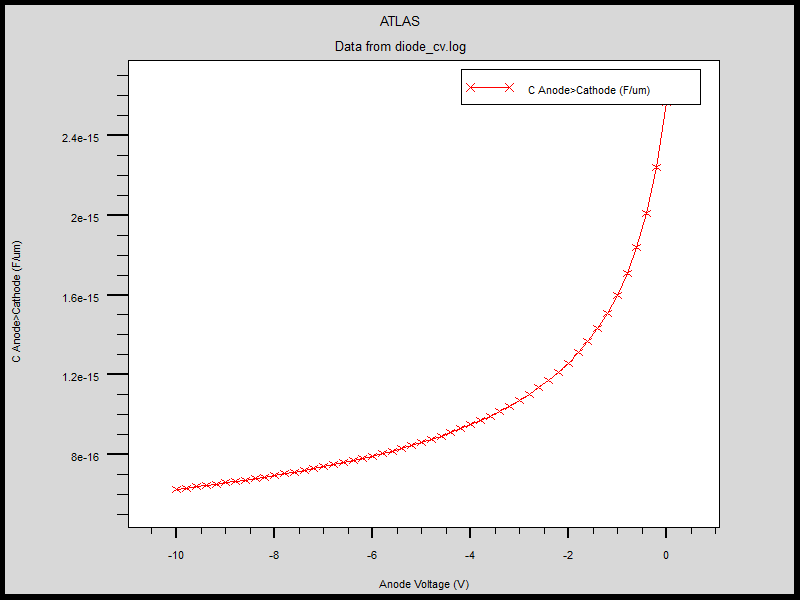 ATLAS
Data from diode_cv.log
C Anode>Cathode (F/um)
2.4e-15
2e-15
1.6e-15
1.2e-15
8e-16
C Anode>Cathode (F/um)
-10
-8
-6
-4
-2
0
Anode Voltage (V)